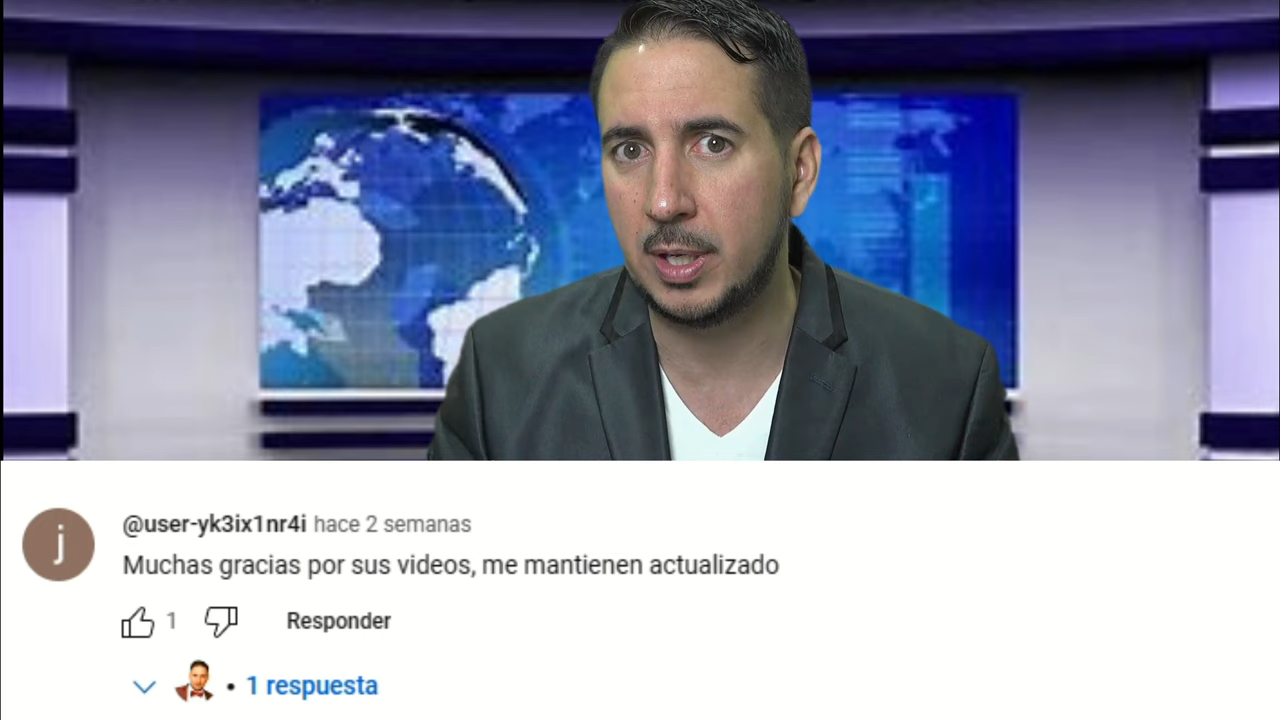 j
@user-yk3ix1nr4i hace 2 semanas
Muchas gracias por sus videos, me mantienen actualizado
1 Responder
• 1 respuesta